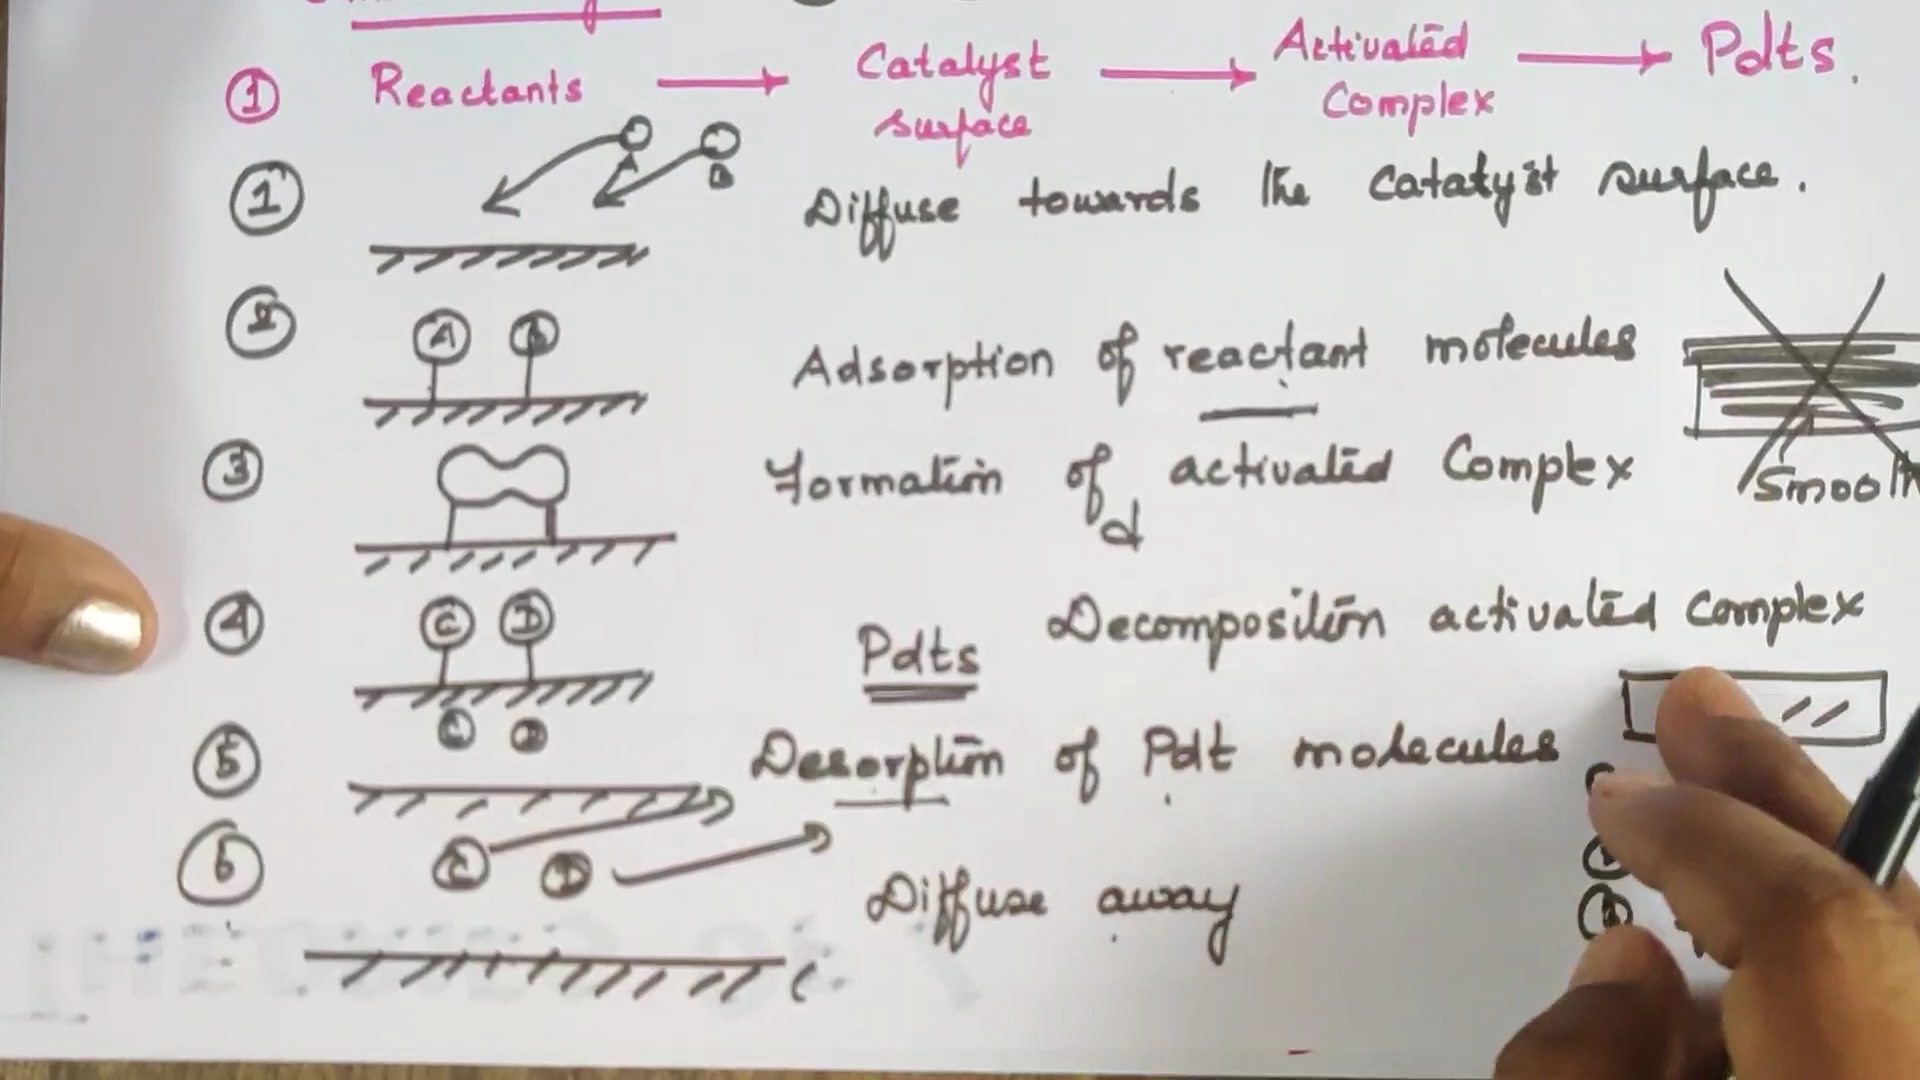 ① Reactants → Catalyst surface → Activated Complex → Pdts.
① A B Diffuse towards the catalyst surface.
② A B Adsorption of reactant molecules
③ Formation of activated Complex
d
Smooth
④ C D Pdts Decomposition activated complex
⑤ C D Desorption of Pdt molecules
⑥ C D Diffuse away